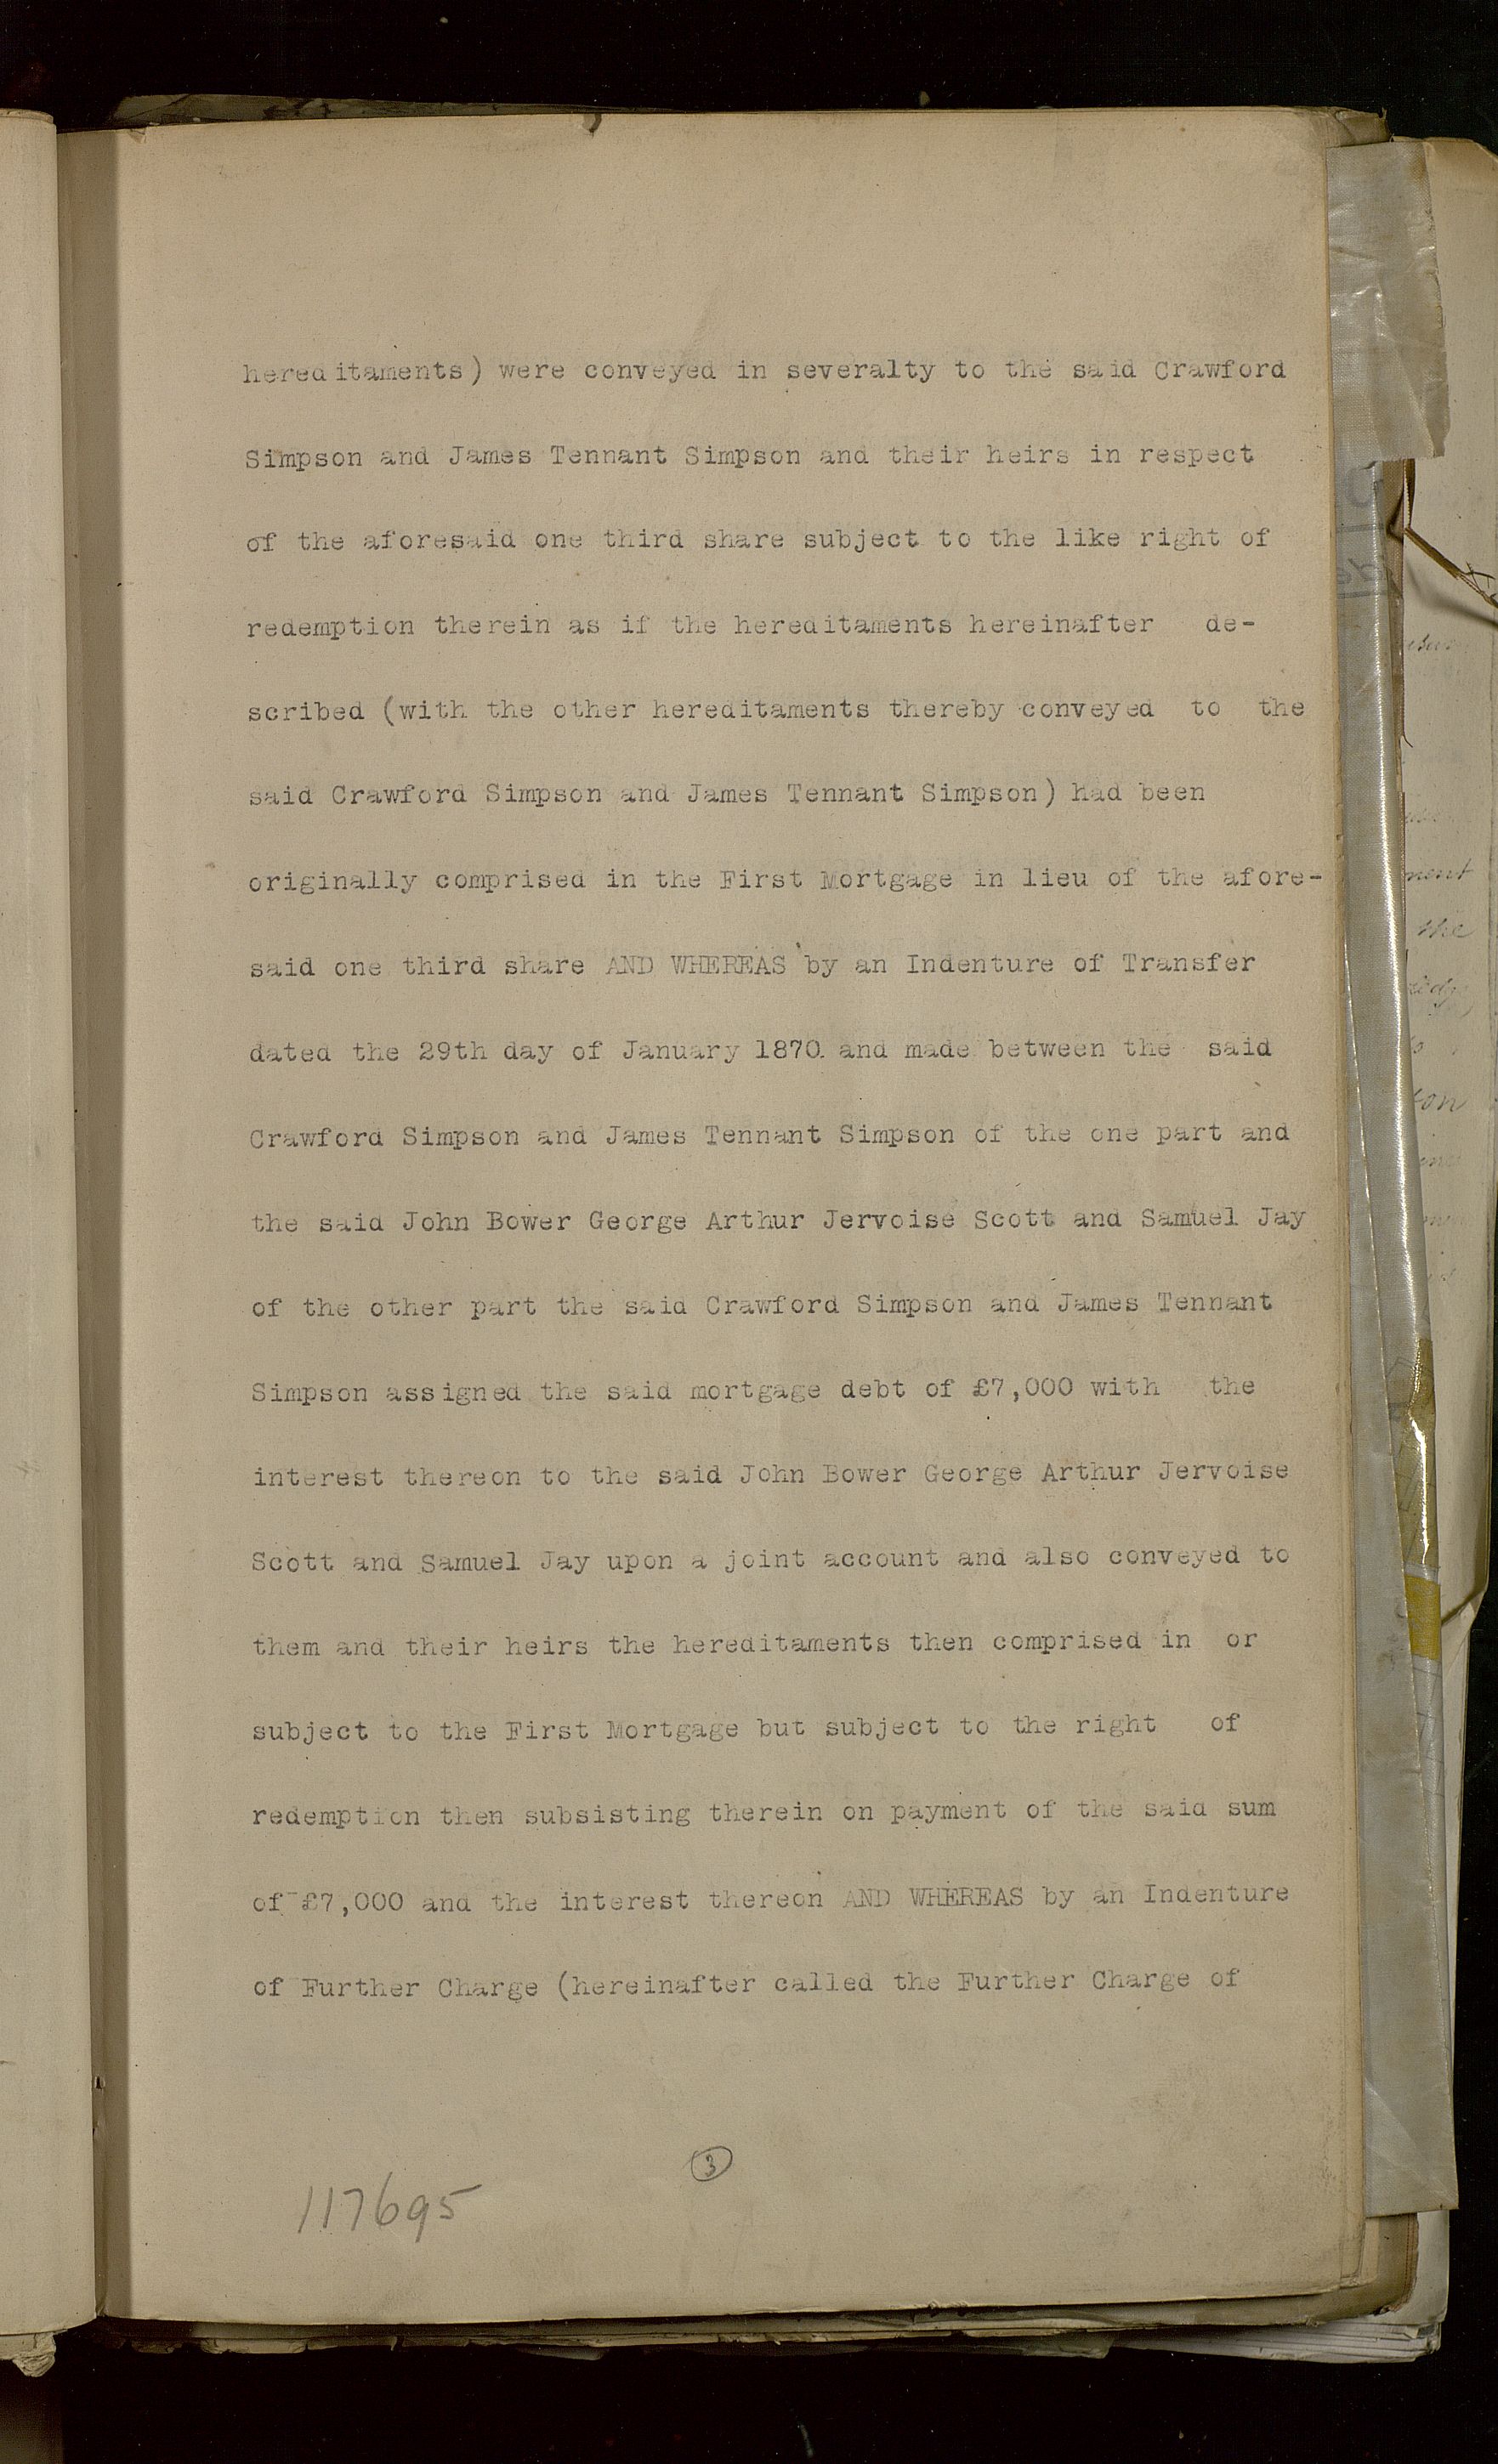 hereditaments) were conveyed in severalty to the said Crawford
Simpson and James Tennant Simpson and their heirs in respect
of the aforesaid one third share subject to the like right of
redemption therein as if the hereditaments hereinafter de-
scribed (with the other hereditaments thereby conveyed to the
said Crawford Simpson and James Tennant Simpson) had been
originally comprised in the First Mortgage in lieu of the afore-
said one third share AND WHEREAS by an Indenture of Transfer
dated the 29th day of January 1870 and made between the said
Crawford Simpson and James Tennant Simpson of the one part and
the said John Bower George Arthur Jervoise Scott and Samuel Jay
of the other part the said Crawford Simpson and James Tennant
Simpson assigned the said mortgage debt of £7,000 with the
interest thereon to the said John Bower George Arthur Jervoise
Scott and Samuel Jay upon a joint account and also conveyed to
them and their heirs the hereditaments then comprised in or
subject to the First Mortgage but subject to the right of
redemption then subsisting therein on payment of the said sum
of £7,000 and the interest thereon AND WHEREAS by an Indenture
of Further Charge (hereinafter called the Further Charge of
3
117695